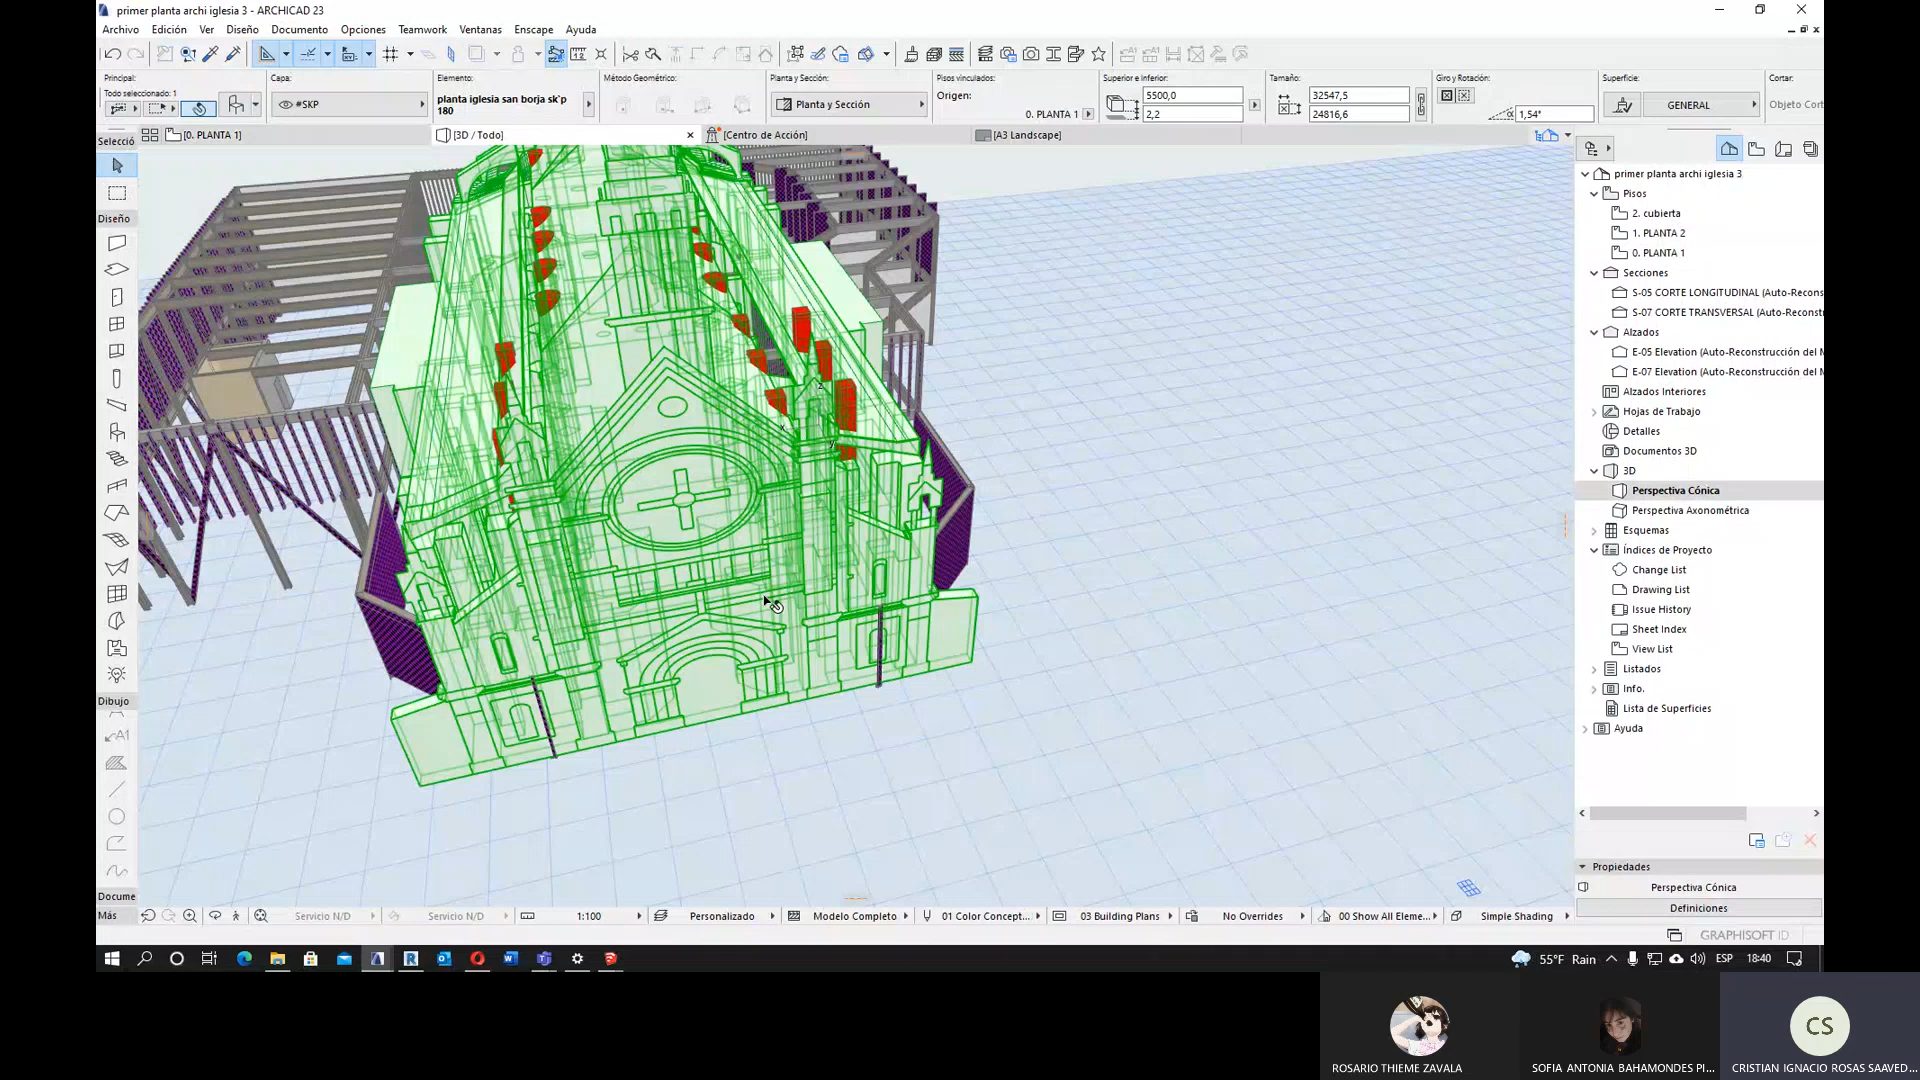 primer planta archi iglesia 3 - ARCHICAD 23
Archivo Edición Ver Diseño Documento Opciones Teamwork Ventanas Enscape Ayuda
Principal:
Todo seleccionado: 1
Capa:
#SKP
Elemento:
planta iglesia san borja sk`p
180
Método Geometrico:
Planta y Sección:
Planta y Sección
Pisos vinculados:
Origen:
0. PLANTA 1
Superior e Inferior:
5500,0
2,2
Tamaño:
32547,5
24816,6
Giro y Rotación:
1,54°
Superficie:
GENERAL
Cortar:
Objeto Cort
Selecció
[0. PLANTA 1]
[3D / Todo]
[Centro de Acción]
[A3 Landscape]
Diseño
Dibujo
A1
Docume
Más
z
x
y
primer planta archi iglesia 3
Pisos
2. cubierta
1. PLANTA 2
0. PLANTA 1
Secciones
S-05 CORTE LONGITUDINAL (Auto-Recons
S-07 CORTE TRANSVERSAL (Auto-Reconst
Alzados
E-05 Elevation (Auto-Reconstrucción del M
E-07 Elevation (Auto-Reconstrucción del M
Alzados Interiores
Hojas de Trabajo
Detalles
Documentos 3D
3D
Perspectiva Cónica
Perspectiva Axonométrica
Esquemas
Índices de Proyecto
Change List
Drawing List
Issue History
Sheet Index
View List
Listados
Info.
Lista de Superficies
Ayuda
Propiedades
Perspectiva Cónica
Definiciones
Servicio N/D
Servicio N/D
1:100
Personalizado
Modelo Completo
01 Color Concept...
03 Building Plans
No Overrides
00 Show All Eleme...
Simple Shading
GRAPHISOFT ID
55°F Rain
ESP
18:40
ROSARIO THIEME ZAVALA
SOFIA ANTONIA BAHAMONDES PI...
CS
CRISTIAN IGNACIO ROSAS SAAVED...